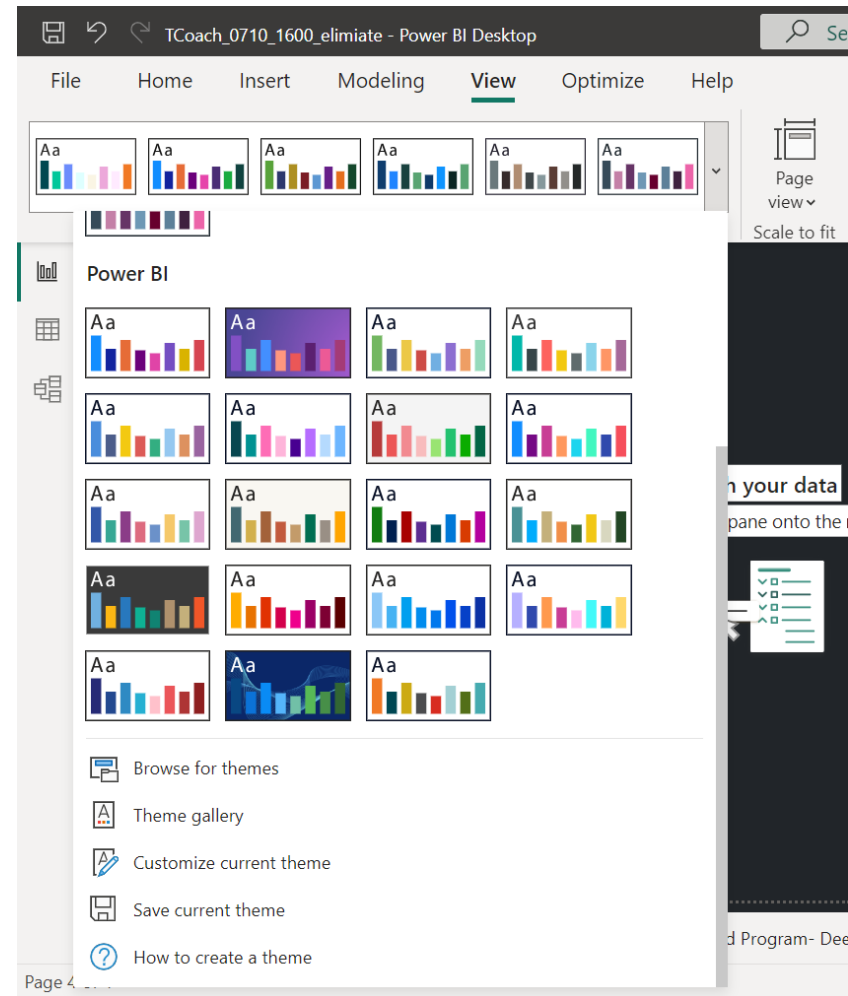 TCoach_0710_1600_elimiate - Power BI Desktop
Se
File Home Insert Modeling View Optimize Help
Aa Aa Aa Aa Aa Aa
Page
view
Scale to fit
Power BI
Aa Aa Aa Aa
Aa Aa Aa Aa
Aa Aa Aa Aa
Aa Aa Aa Aa
Aa Aa Aa
your data
pane onto the
Browse for themes
Theme gallery
Customize current theme
Save current theme
How to create a theme
d Program- Dee
Page 4